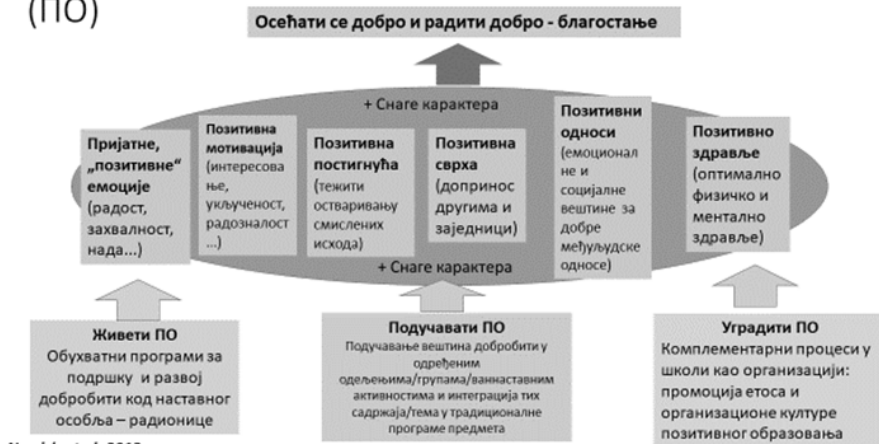 (ПО)
Осећати се добро и радити добро - благостање
+ Снаге карактера
Пријатне,
„позитивне“
емоције
(радост,
захвалност,
нада...)
Позитивна
мотивација
(интересова
ње,
укљученост,
радозналост
...)
Позитивна
постигнућа
(тежити
остваривању
смислених
исхода)
Позитивна
сврха
(допринос
другима и
заједници)
Позитивни
односи
(емоционал
не и
социјалне
вештине за
добре
међуљудске
односе)
Позитивно
здравље
(оптимално
физичко и
ментално
здравље)
+ Снаге карактера
Живети ПО
Обухватни програми за
подршку и развој
добробити код наставног
особља – радионице
Подучавати ПО
Подучавање вештина добробити у
одређеним
одељењима/групама/ваннаставним
активностима и интеграција тих
садржаја/тема у традиционалне
програме предмета
Уградити ПО
Комплементарни процеси у
школи као организацији:
промоција етоса и
организационе културе
позитивног образовања